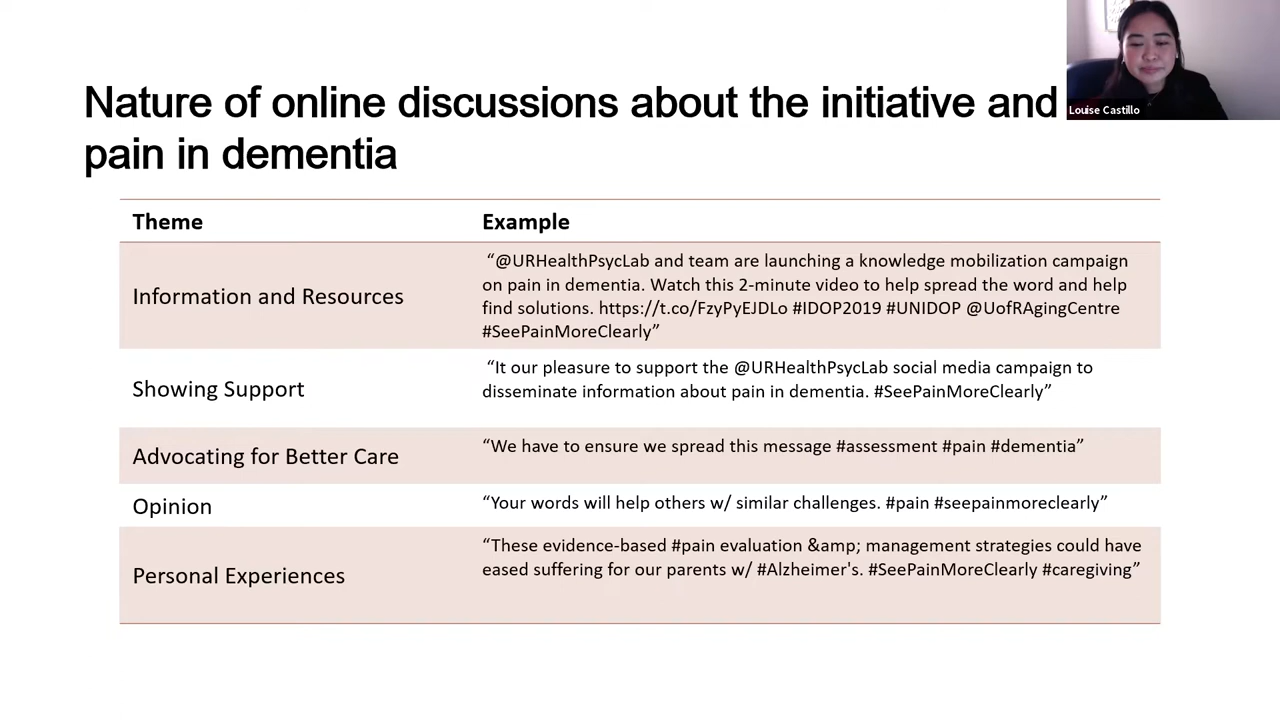 Nature of online discussions about the initiative and
pain in dementia
Louise Castillo
Theme
Example
Information and Resources
“@URHealthPsycLab and team are launching a knowledge mobilization campaign
on pain in dementia. Watch this 2-minute video to help spread the word and help
find solutions. https://t.co/FzyPyEJDLo #IDOP2019 #UNIDOP @UofRAgingCentre
#SeePainMoreClearly”
Showing Support
“It our pleasure to support the @URHealthPsycLab social media campaign to
disseminate information about pain in dementia. #SeePainMoreClearly”
Advocating for Better Care
“We have to ensure we spread this message #assessment #pain #dementia”
Opinion
“Your words will help others w/ similar challenges. #pain #seepainmoreclearly”
Personal Experiences
“These evidence-based #pain evaluation &amp; management strategies could have
eased suffering for our parents w/ #Alzheimer's. #SeePainMoreClearly #caregiving”